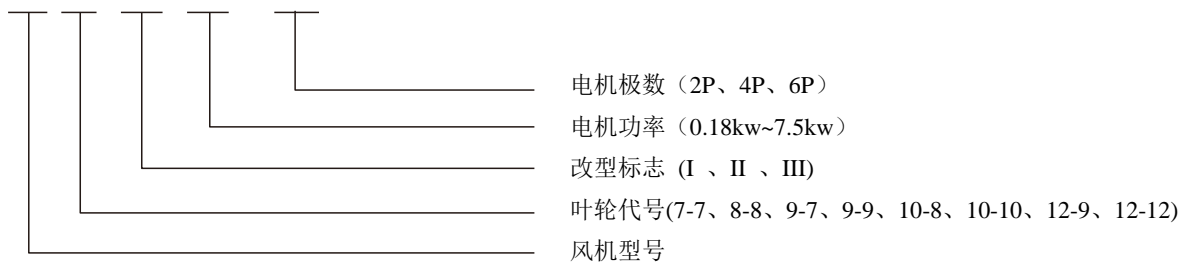 电机极数（2P、4P、6P）
电机功率（0.18kw~7.5kw）
改型标志 (I 、II 、III)
叶轮代号(7-7、8-8、9-7、9-9、10-8、10-10、12-9、12-12)
风机型号